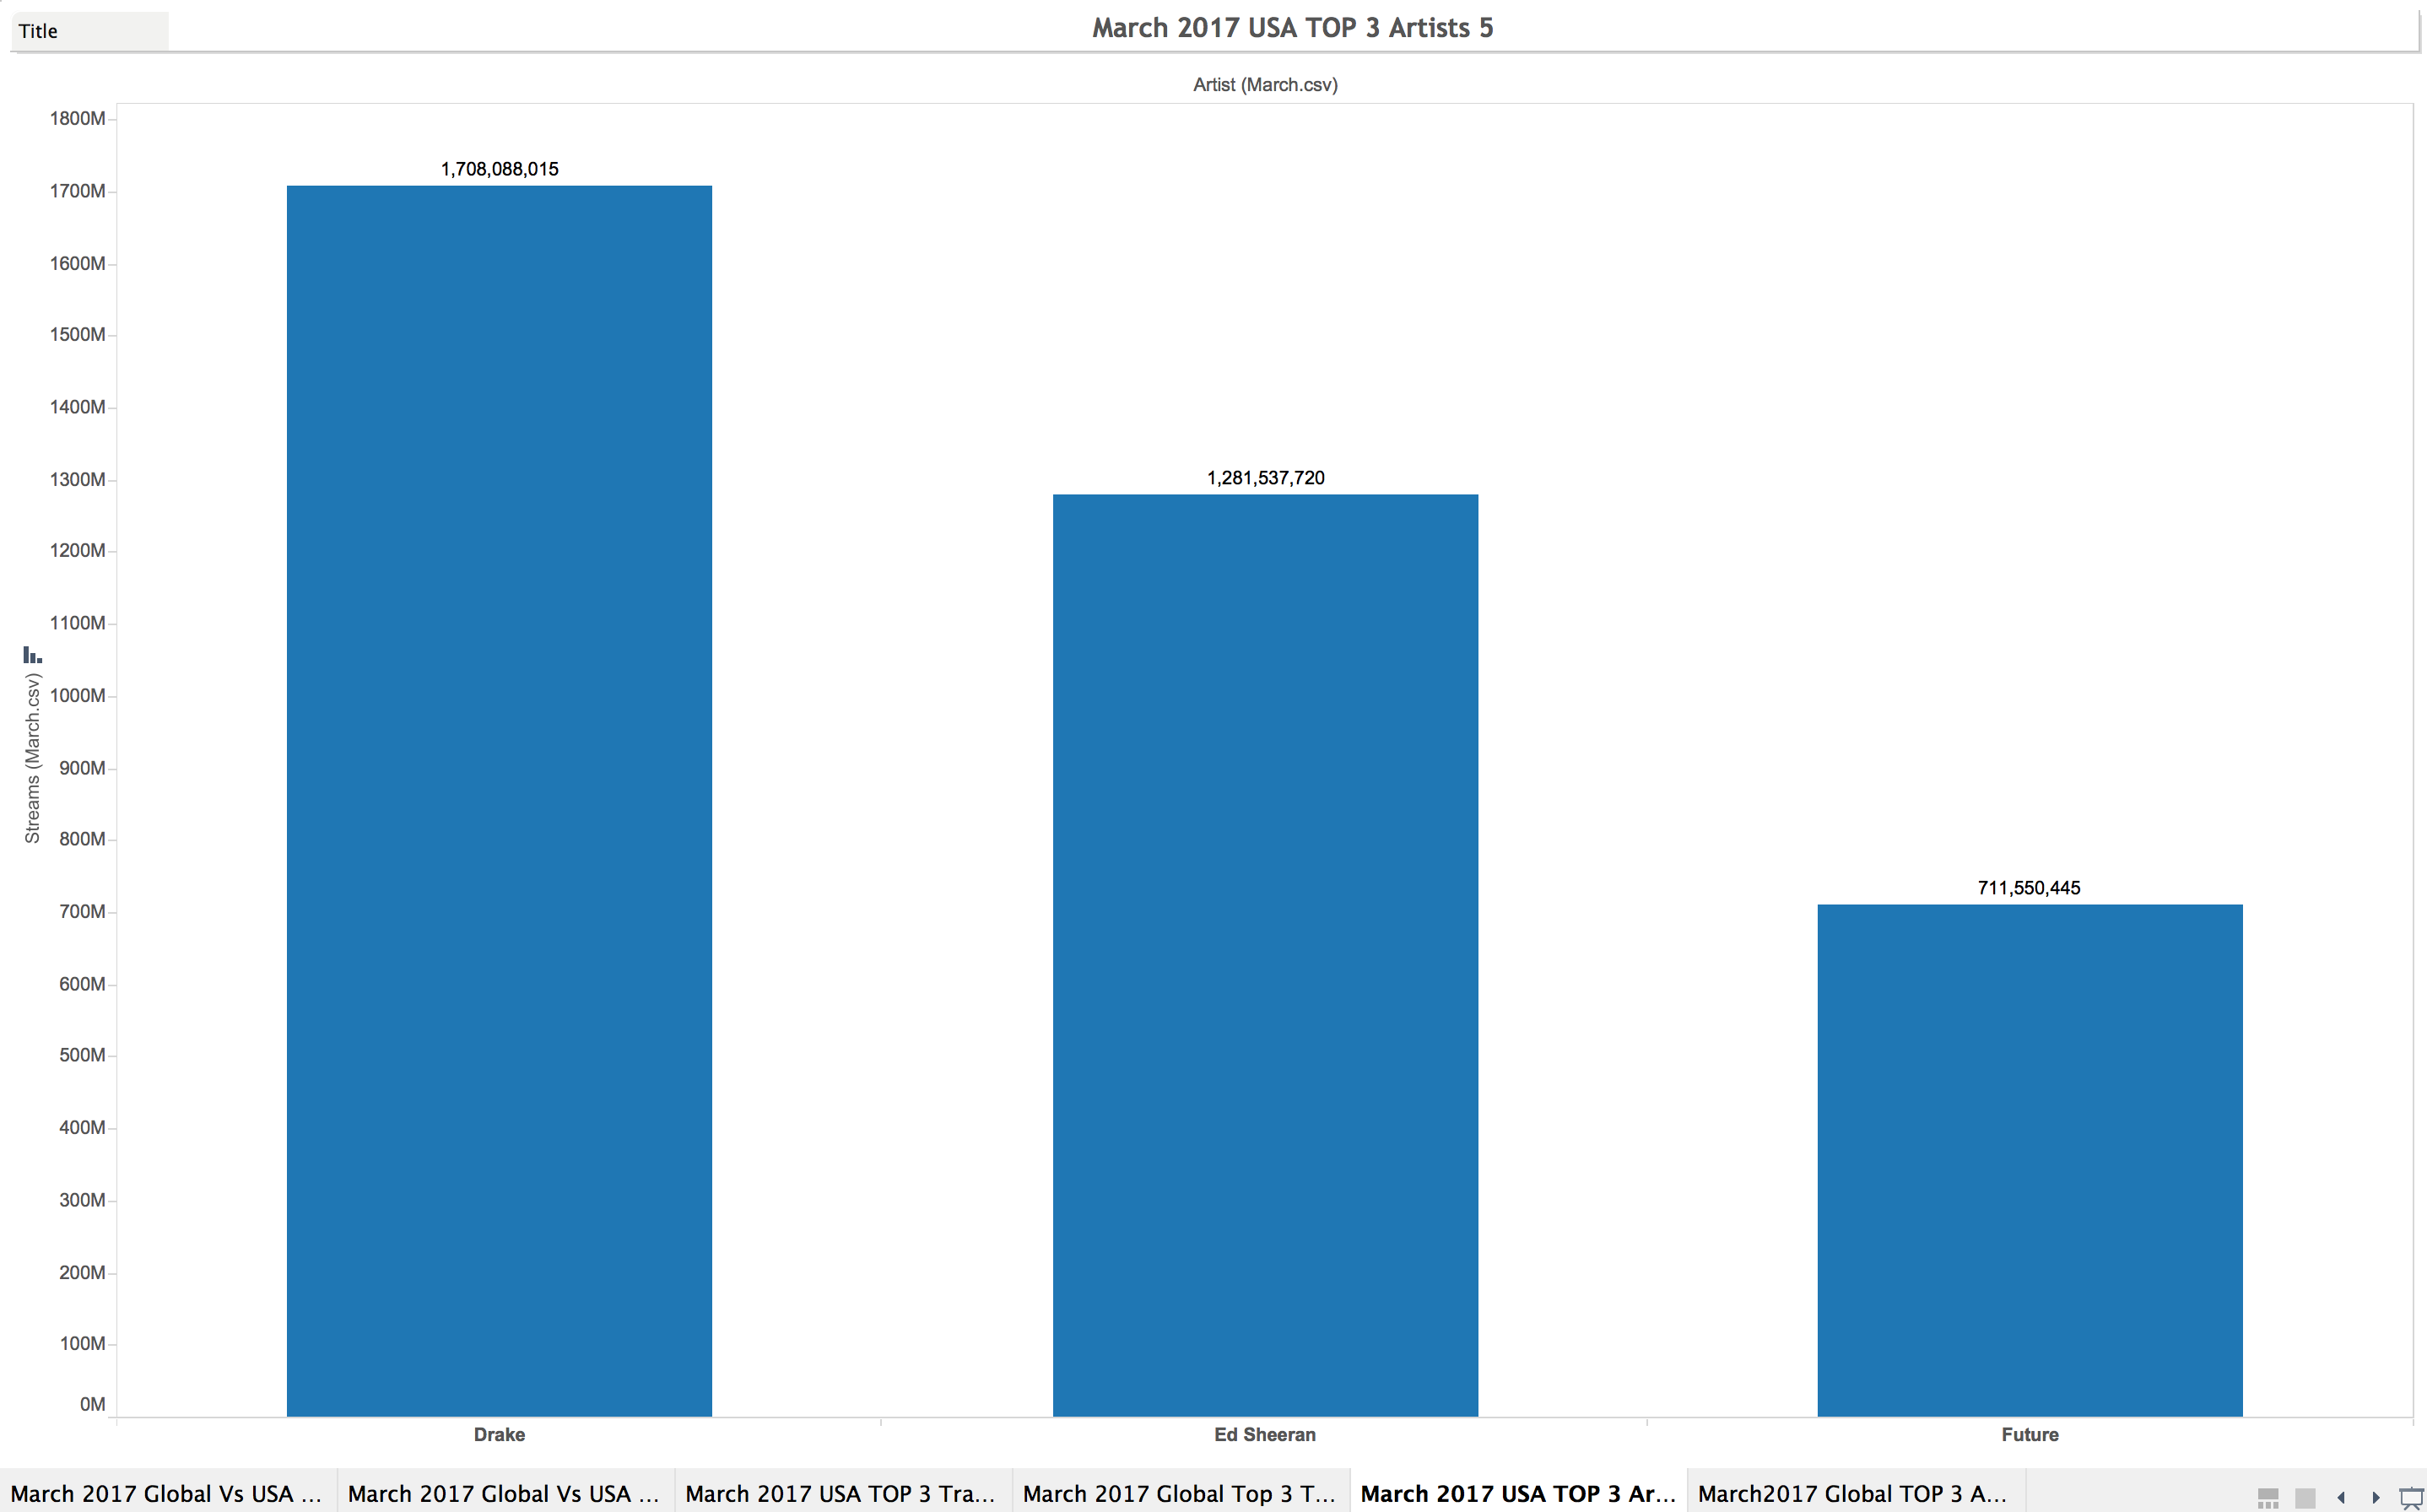 Title
March 2017 USA TOP 3 Artists 5
Artist (March.csv)
1800M
1700M
1600M
1500M
1400M
1300M
1200M
1100M
1000M
900M
800M
700M
600M
500M
400M
300M
200M
100M
0M
Streams (March.csv)
1,708,088,015
1,281,537,720
711,550,445
Drake
Ed Sheeran
Future
March 2017 Global Vs USA ...
March 2017 Global Vs USA ...
March 2017 USA TOP 3 Tra...
March 2017 Global Top 3 T...
March 2017 USA TOP 3 Ar...
March2017 Global TOP 3 A...